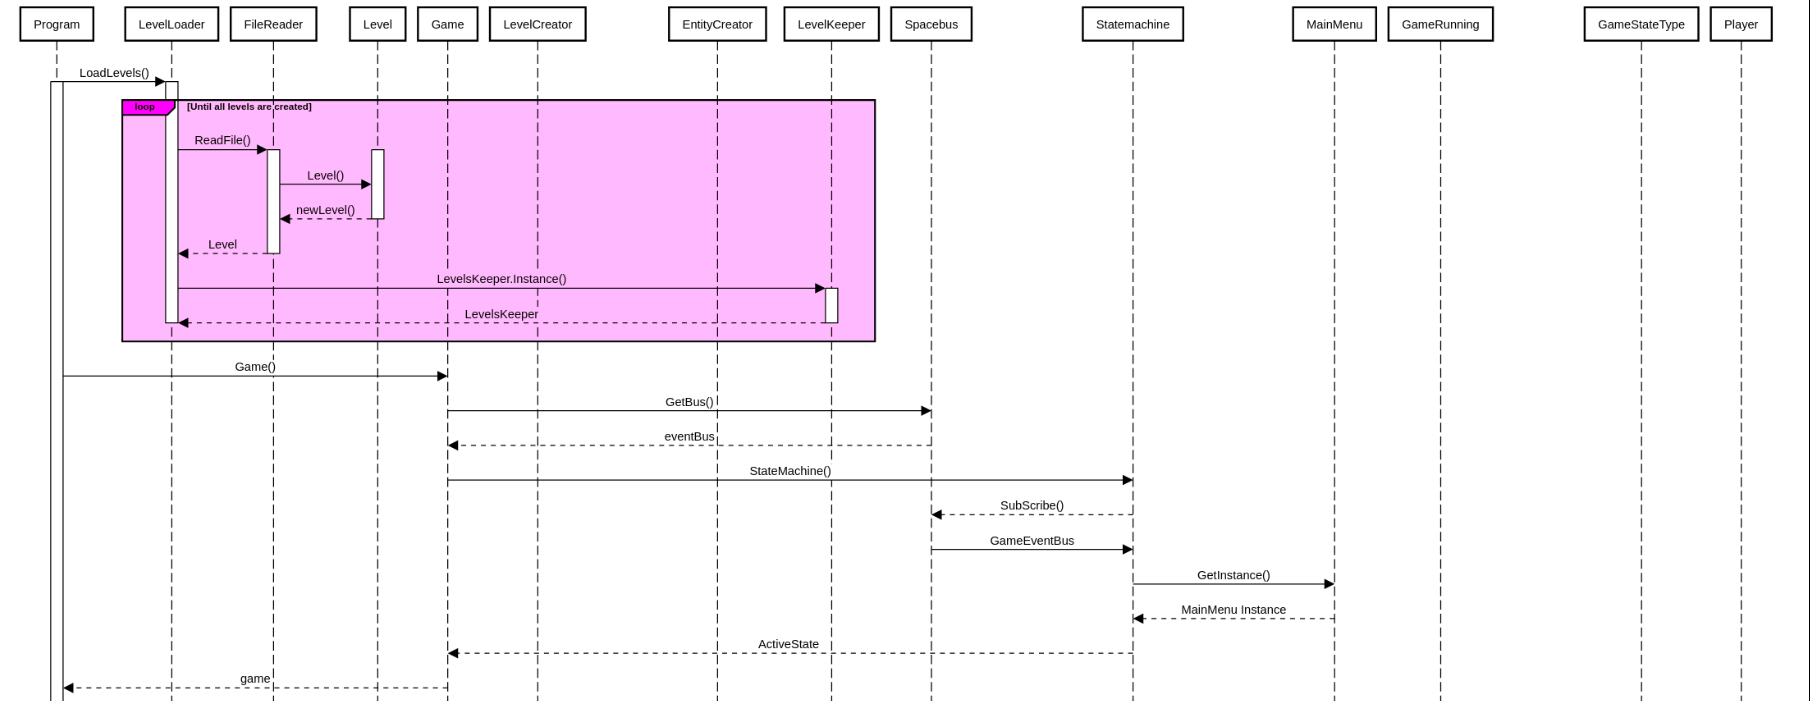 Program
LevelLoader
FileReader
Level
Game
LevelCreator
EntityCreator
LevelKeeper
Spacebus
Statemachine
MainMenu
GameRunning
GameStateType
Player
LoadLevels()
loop
[Until all levels are created]
ReadFile()
Level()
newLevel()
Level
LevelsKeeper.Instance()
LevelsKeeper
Game()
GetBus()
eventBus
StateMachine()
SubScribe()
GameEventBus
GetInstance()
MainMenu Instance
ActiveState
game